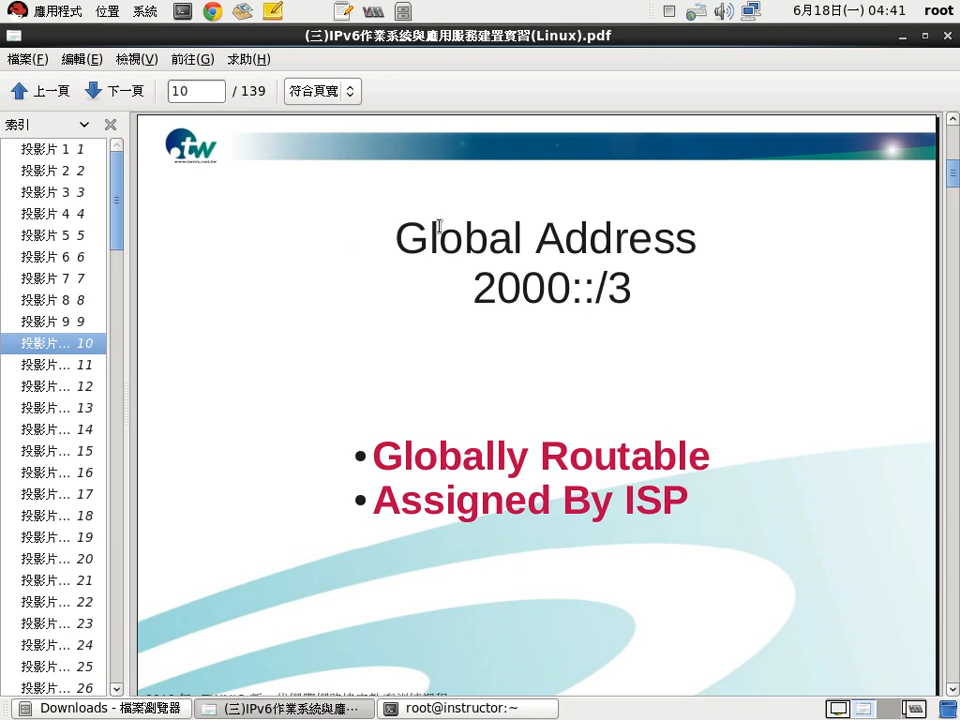 應用程式 位置 系統 6月18日(一) 04:41 root
(三)IPv6作業系統與應用服務建置實習(Linux).pdf
檔案(F) 編輯(E) 檢視(V) 前往(G) 求助(H)
上一頁 下一頁 10 / 139 符合頁寬
索引
投影片 1 1
投影片 2 2
投影片 3 3
投影片 4 4
投影片 5 5
投影片 6 6
投影片 7 7
投影片 8 8
投影片 9 9
投影片... 10
投影片... 11
投影片... 12
投影片... 13
投影片... 14
投影片... 15
投影片... 16
投影片... 17
投影片... 18
投影片... 19
投影片... 20
投影片... 21
投影片... 22
投影片... 23
投影片... 24
投影片... 25
投影片... 26
.tw
www.twnic.net.tw
Global Address
2000::/3
•Globally Routable
•Assigned By ISP
Downloads - 檔案瀏覽器 (三)IPv6作業系統與應⋯ root@instructor:~